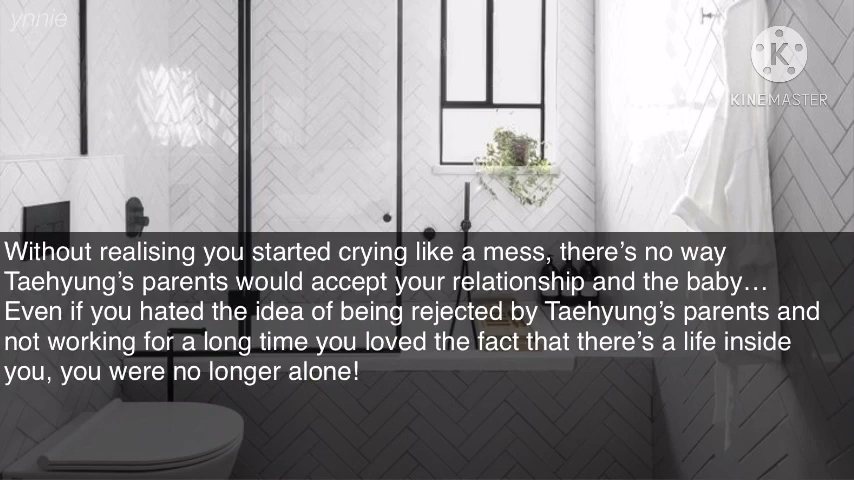 ynnie
K
KINEMASTER
Without realising you started crying like a mess, there’s no way
Taehyung’s parents would accept your relationship and the baby…
Even if you hated the idea of being rejected by Taehyung’s parents and
not working for a long time you loved the fact that there’s a life inside
you, you were no longer alone!